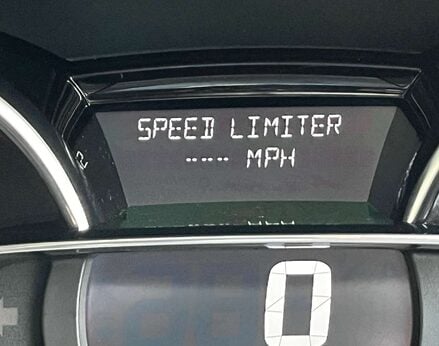 SPEED LIMITER
--- MPH
0